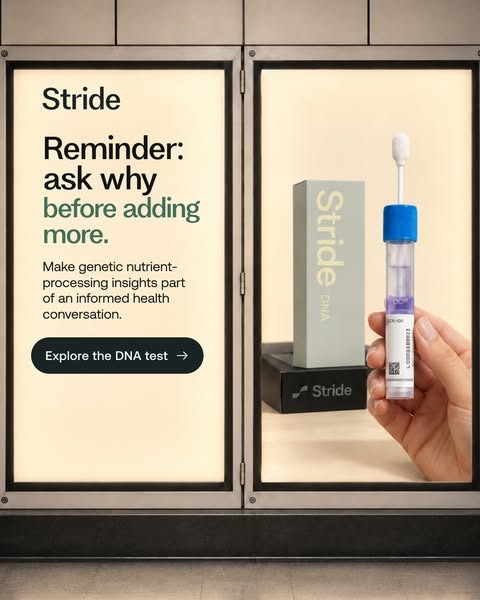 Stride
Reminder:
ask why
before adding
more.
Make genetic nutrient-
processing insights part
of an informed health
conversation.
Explore the DNA test →
Stride DNA
Stride